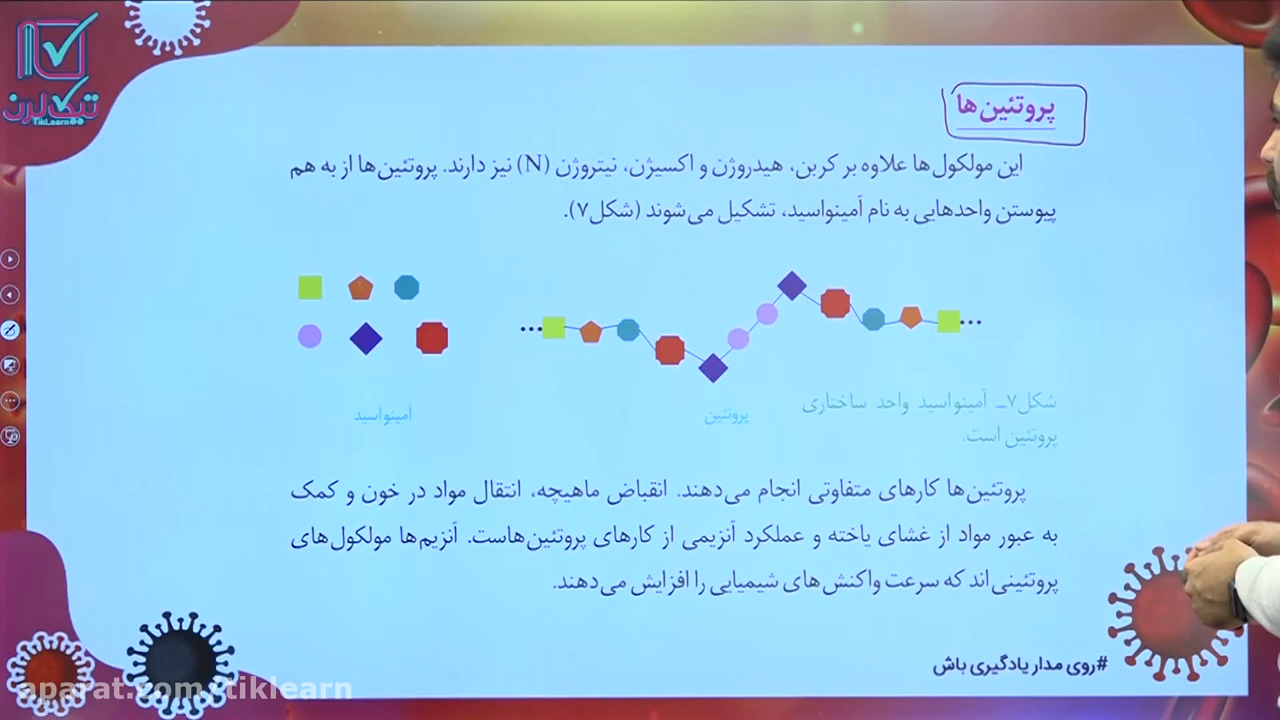 تیک لرن
TikLearn
پروتئین‌ها
این مولکول‌ها علاوه بر کربن، هیدروژن و اکسیژن، نیتروژن (N) نیز دارند. پروتئین‌ها از به هم
پیوستن واحدهایی به نام آمینواسید، تشکیل می‌شوند (شکل۷).
آمینواسید
پروتئین
شکل۷ـ آمینواسید واحد ساختاری
پروتئین است.
پروتئین‌ها کارهای متفاوتی انجام می‌دهند. انقباض ماهیچه، انتقال مواد در خون و کمک
به عبور مواد از غشای یاخته و عملکرد آنزیمی از کارهای پروتئین‌هاست. آنزیم‌ها مولکول‌های
پروتئینی‌اند که سرعت واکنش‌های شیمیایی را افزایش می‌دهند.
#روی مدار یادگیری باش
aparat.com/tiklearn